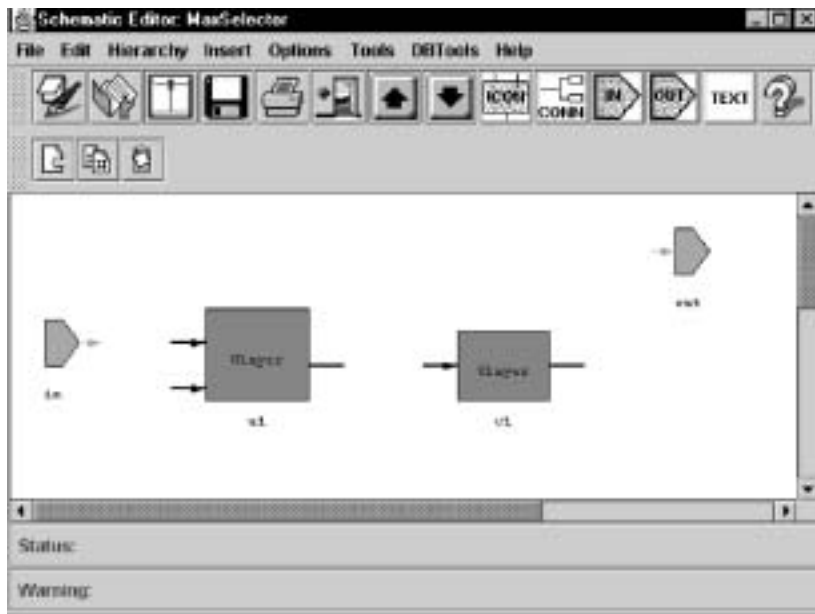 Schematic Editor: MaxSelector
File Edit Hierarchy Insert Options Tools DBTools Help
ICON CONN IN OUT TEXT ?
in
out
Status:
Warning: